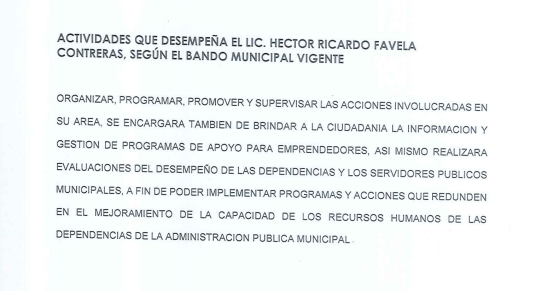 ACTIVIDADES QUE DESEMPEÑA EL LIC. HECTOR RICARDO FAVELA
CONTRERAS, SEGÚN EL BANDO MUNICIPAL VIGENTE
ORGANIZAR, PROGRAMAR, PROMOVER Y SUPERVISAR LAS ACCIONES INVOLUCRADAS EN
SU AREA, SE ENCARGARA TAMBIEN DE BRINDAR A LA CIUDADANIA LA INFORMACION Y
GESTION DE PROGRAMAS DE APOYO PARA EMPRENDEDORES, ASI MISMO REALIZARA
EVALUACIONES DEL DESEMPEÑO DE LAS DEPENDENCIAS Y LOS SERVIDORES PUBLICOS
MUNICIPALES, A FIN DE PODER IMPLEMENTAR PROGRAMAS Y ACCIONES QUE REDUNDEN
EN EL MEJORAMIENTO DE LA CAPACIDAD DE LOS RECURSOS HUMANOS DE LAS
DEPENDENCIAS DE LA ADMINISTRACION PUBLICA MUNICIPAL.